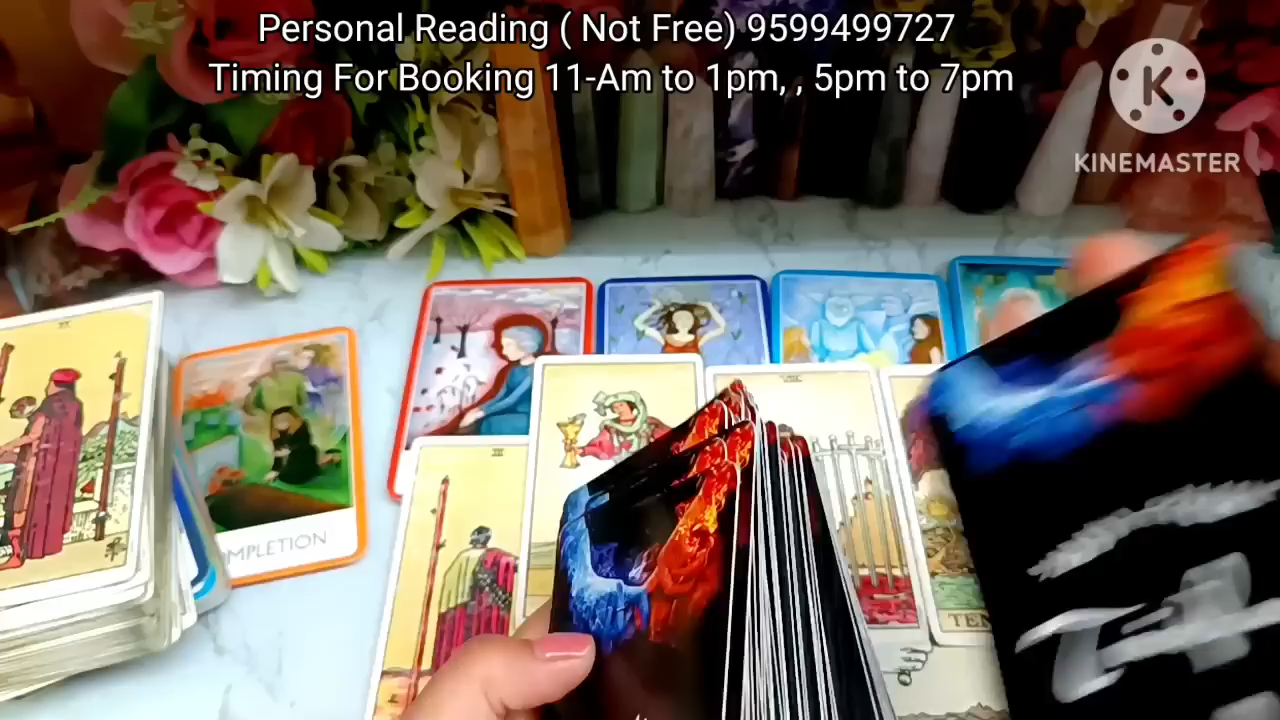 Personal Reading ( Not Free) 9599499727
Timing For Booking 11-Am to 1pm, , 5pm to 7pm
K
KINEMASTER
MPLETION
TEN